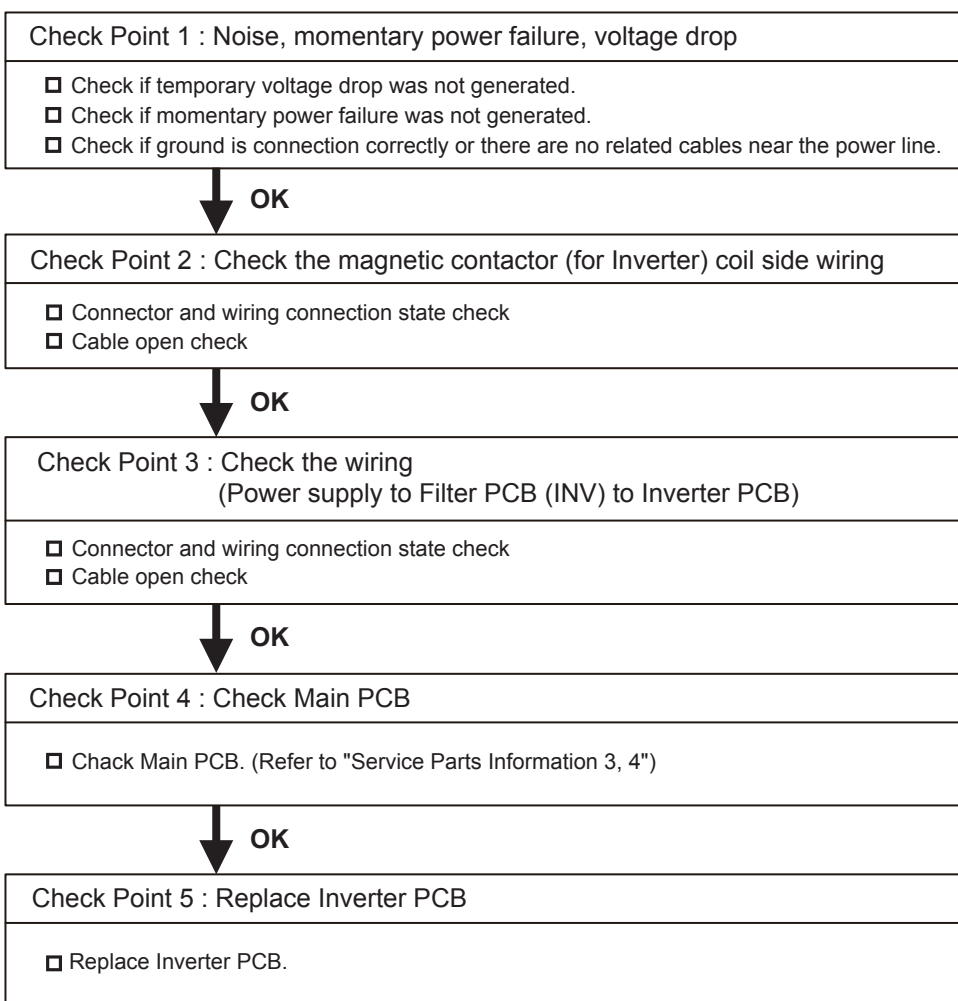 Check Point 1 : Noise, momentary power failure, voltage drop
Check if temporary voltage drop was not generated.
Check if momentary power failure was not generated.
Check if ground is connection correctly or there are no related cables near the power line.
OK
Check Point 2 : Check the magnetic contactor (for Inverter) coil side wiring
Connector and wiring connection state check
Cable open check
OK
Check Point 3 : Check the wiring
(Power supply to Filter PCB (INV) to Inverter PCB)
Connector and wiring connection state check
Cable open check
OK
Check Point 4 : Check Main PCB
Chack Main PCB. (Refer to "Service Parts Information 3, 4")
OK
Check Point 5 : Replace Inverter PCB
Replace Inverter PCB.